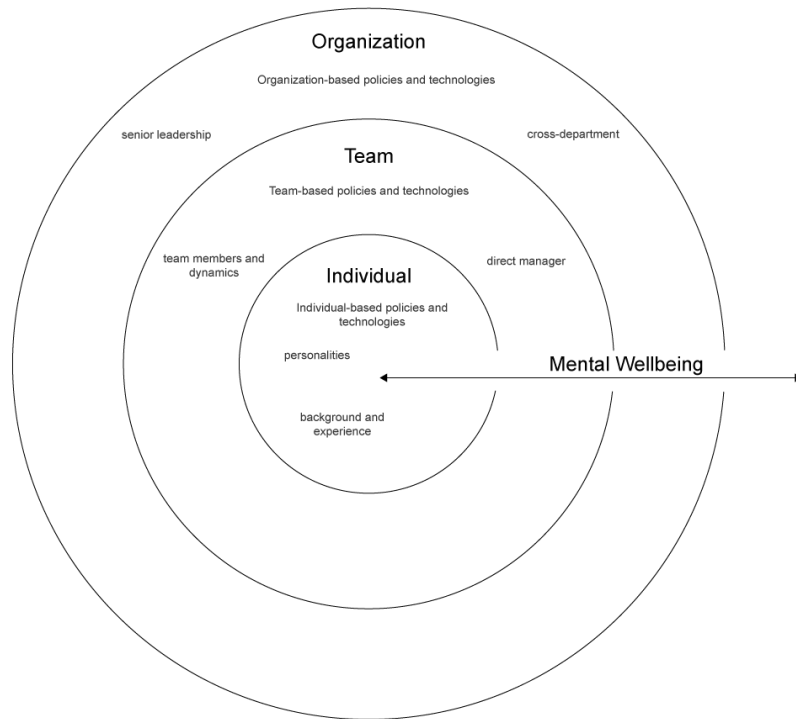 Organization
Organization-based policies and technologies
senior leadership
cross-department
Team
Team-based policies and technologies
team members and
dynamics
direct manager
Individual
Individual-based policies and
technologies
personalities
Mental Wellbeing
background and
experience